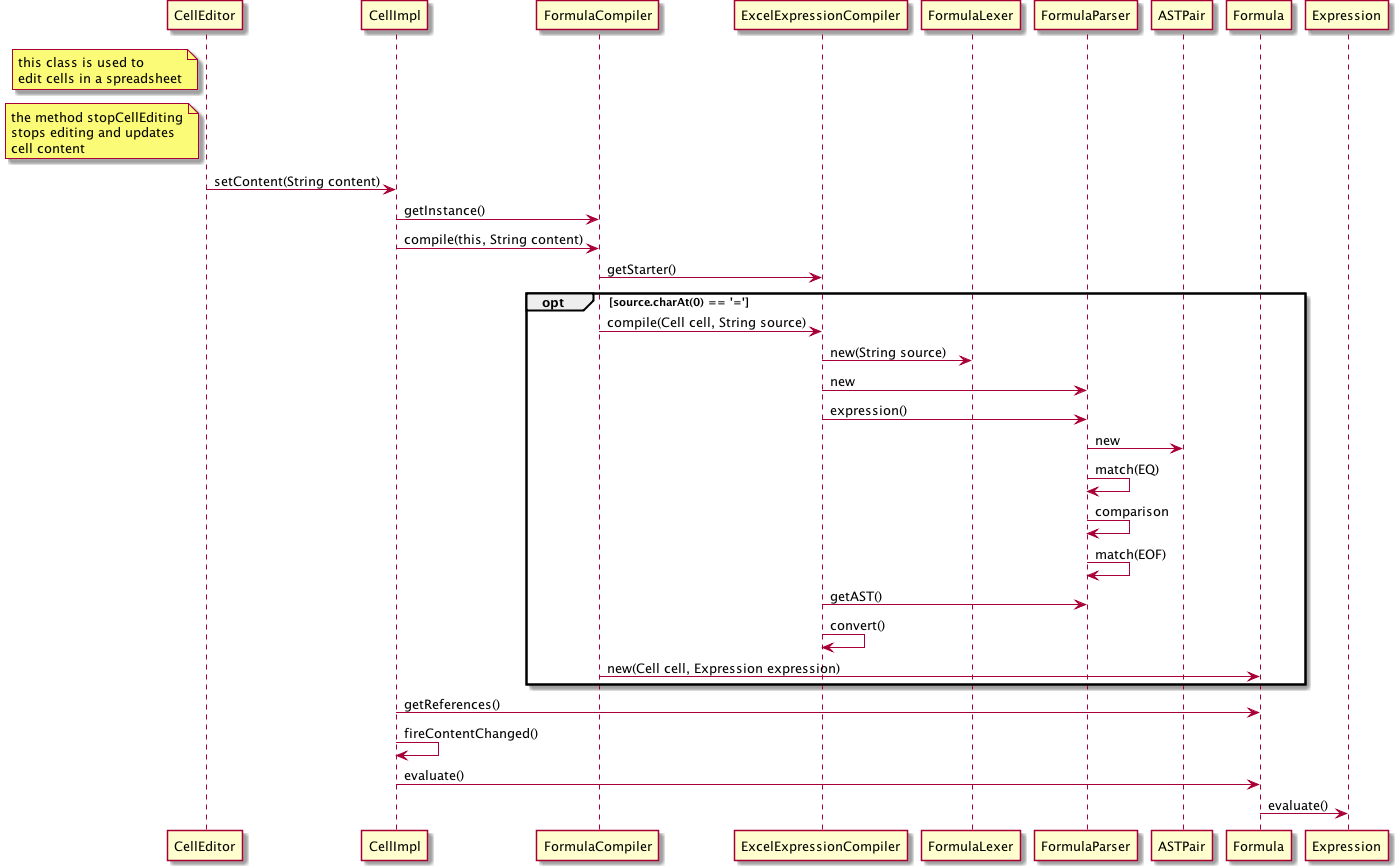 CellEditor
CellImpl
FormulaCompiler
ExcelExpressionCompiler
FormulaLexer
FormulaParser
ASTPair
Formula
Expression
this class is used to
edit cells in a spreadsheet
the method stopCellEditing
stops editing and updates
cell content
setContent(String content)
getInstance()
compile(this, String content)
getStarter()
opt
[source.charAt(0) == '=']
compile(Cell cell, String source)
new(String source)
new
expression()
new
match(EQ)
comparison
match(EOF)
getAST()
convert()
new(Cell cell, Expression expression)
getReferences()
fireContentChanged()
evaluate()
evaluate()
CellEditor
CellImpl
FormulaCompiler
ExcelExpressionCompiler
FormulaLexer
FormulaParser
ASTPair
Formula
Expression